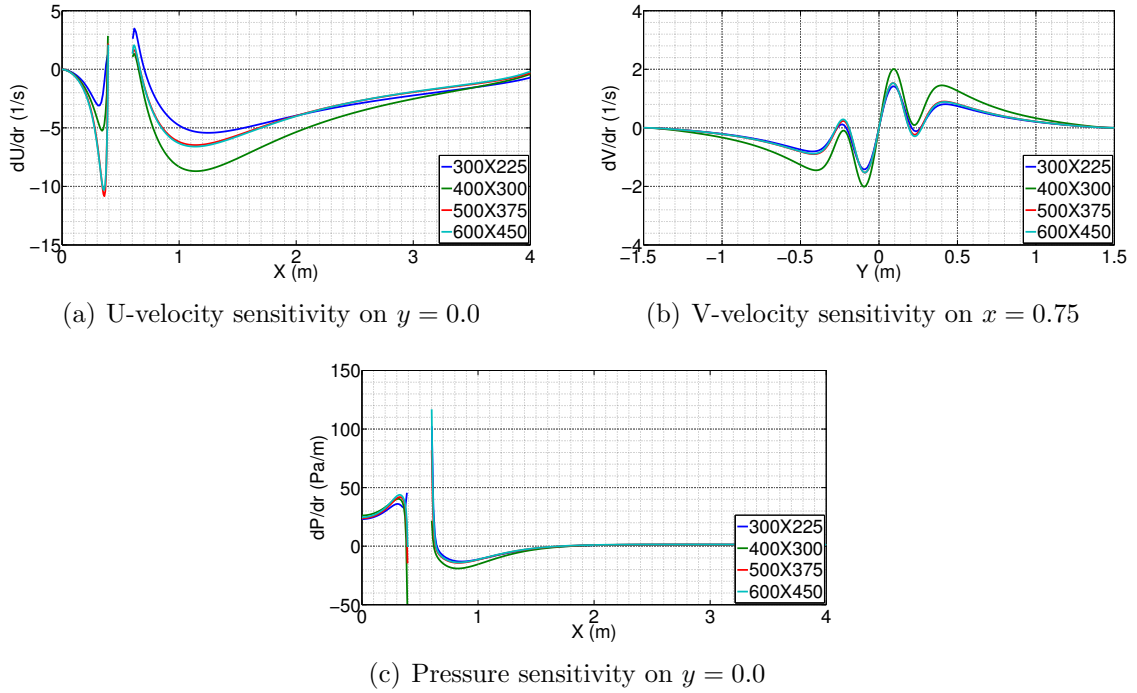 5
0
−5
−10
−15
dU/dr (1/s)
0 1 2 3 4
X (m)
300X225
400X300
500X375
600X450
(a) U-velocity sensitivity on y = 0.0
4
2
0
−2
−4
dV/dr (1/s)
−1.5 −1 −0.5 0 0.5 1 1.5
Y (m)
300X225
400X300
500X375
600X450
(b) V-velocity sensitivity on x = 0.75
150
100
50
0
−50
dP/dr (Pa/m)
0 1 2 3 4
X (m)
300X225
400X300
500X375
600X450
(c) Pressure sensitivity on y = 0.0